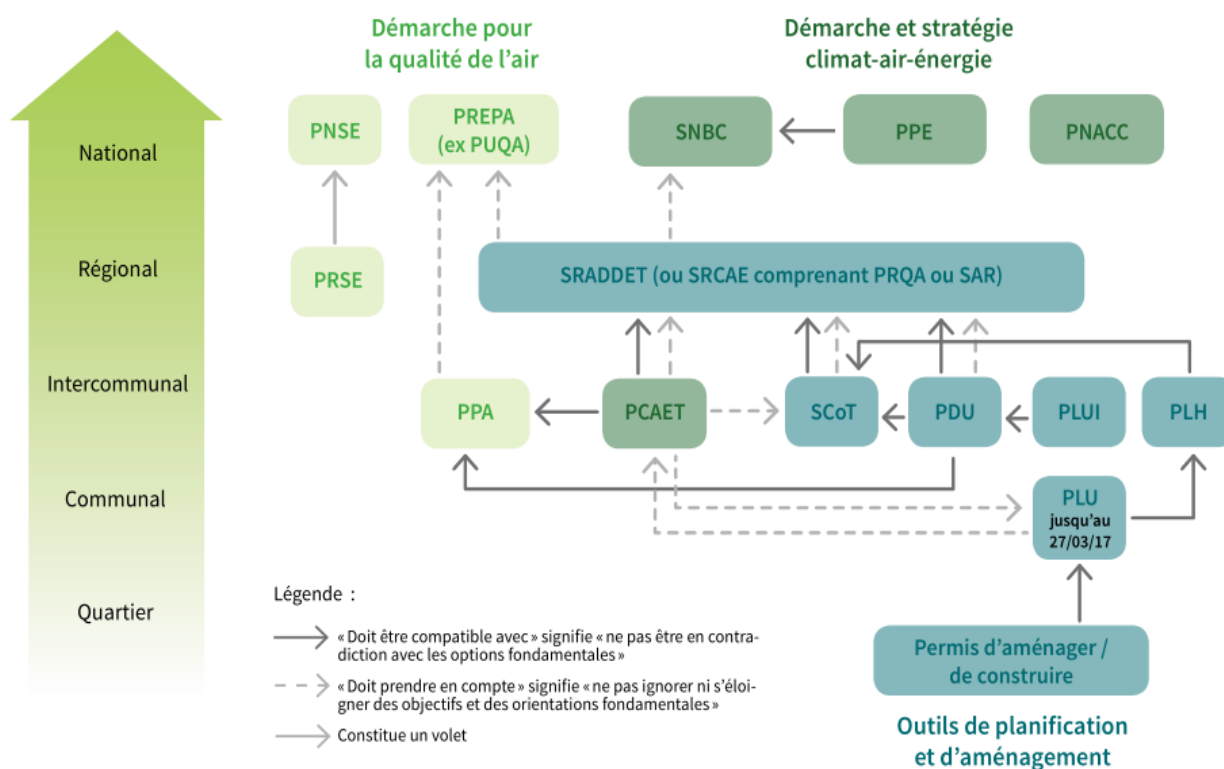 Démarche pour
la qualité de l'air
Démarche et stratégie
climat-air-énergie
National
PNSE
PREPA
(ex PUQA)
SNBC
PPE
PNACC
Régional
PRSE
SRADDET (ou SRCAE comprenant PRQA ou SAR)
Intercommunal
PPA
PCAET
SCoT
PDU
PLUI
PLH
Communal
PLU
jusqu'au
27/03/17
Quartier
Permis d'aménager /
de construire
Outils de planification
et d'aménagement
Légende :
« Doit être compatible avec » signifie « ne pas être en contra-
diction avec les options fondamentales »
« Doit prendre en compte » signifie « ne pas ignorer ni s'éloi-
gner des objectifs et des orientations fondamentales »
Constitue un volet